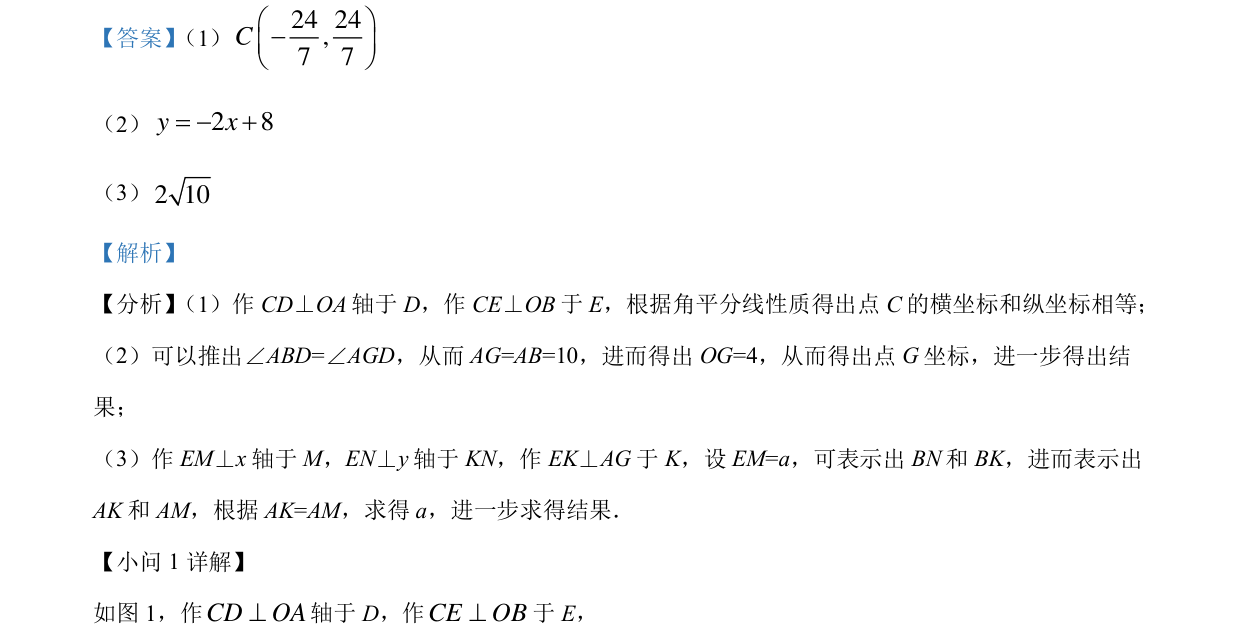 【答案】（1）C(−24/7, 24/7)
（2）y = −2x + 8
（3）2√10
【解析】
【分析】（1）作 CD⊥OA 轴于 D，作 CE⊥OB 于 E，根据角平分线性质得出点 C 的横坐标和纵坐标相等；
（2）可以推出∠ABD=∠AGD，从而 AG=AB=10，进而得出 OG=4，从而得出点 G 坐标，进一步得出结
果；
（3）作 EM⊥x 轴于 M，EN⊥y 轴于 KN，作 EK⊥AG 于 K，设 EM=a，可表示出 BN 和 BK，进而表示出
AK 和 AM，根据 AK=AM，求得 a，进一步求得结果．
【小问 1 详解】
如图 1，作 CD⊥OA 轴于 D，作 CE⊥OB 于 E，